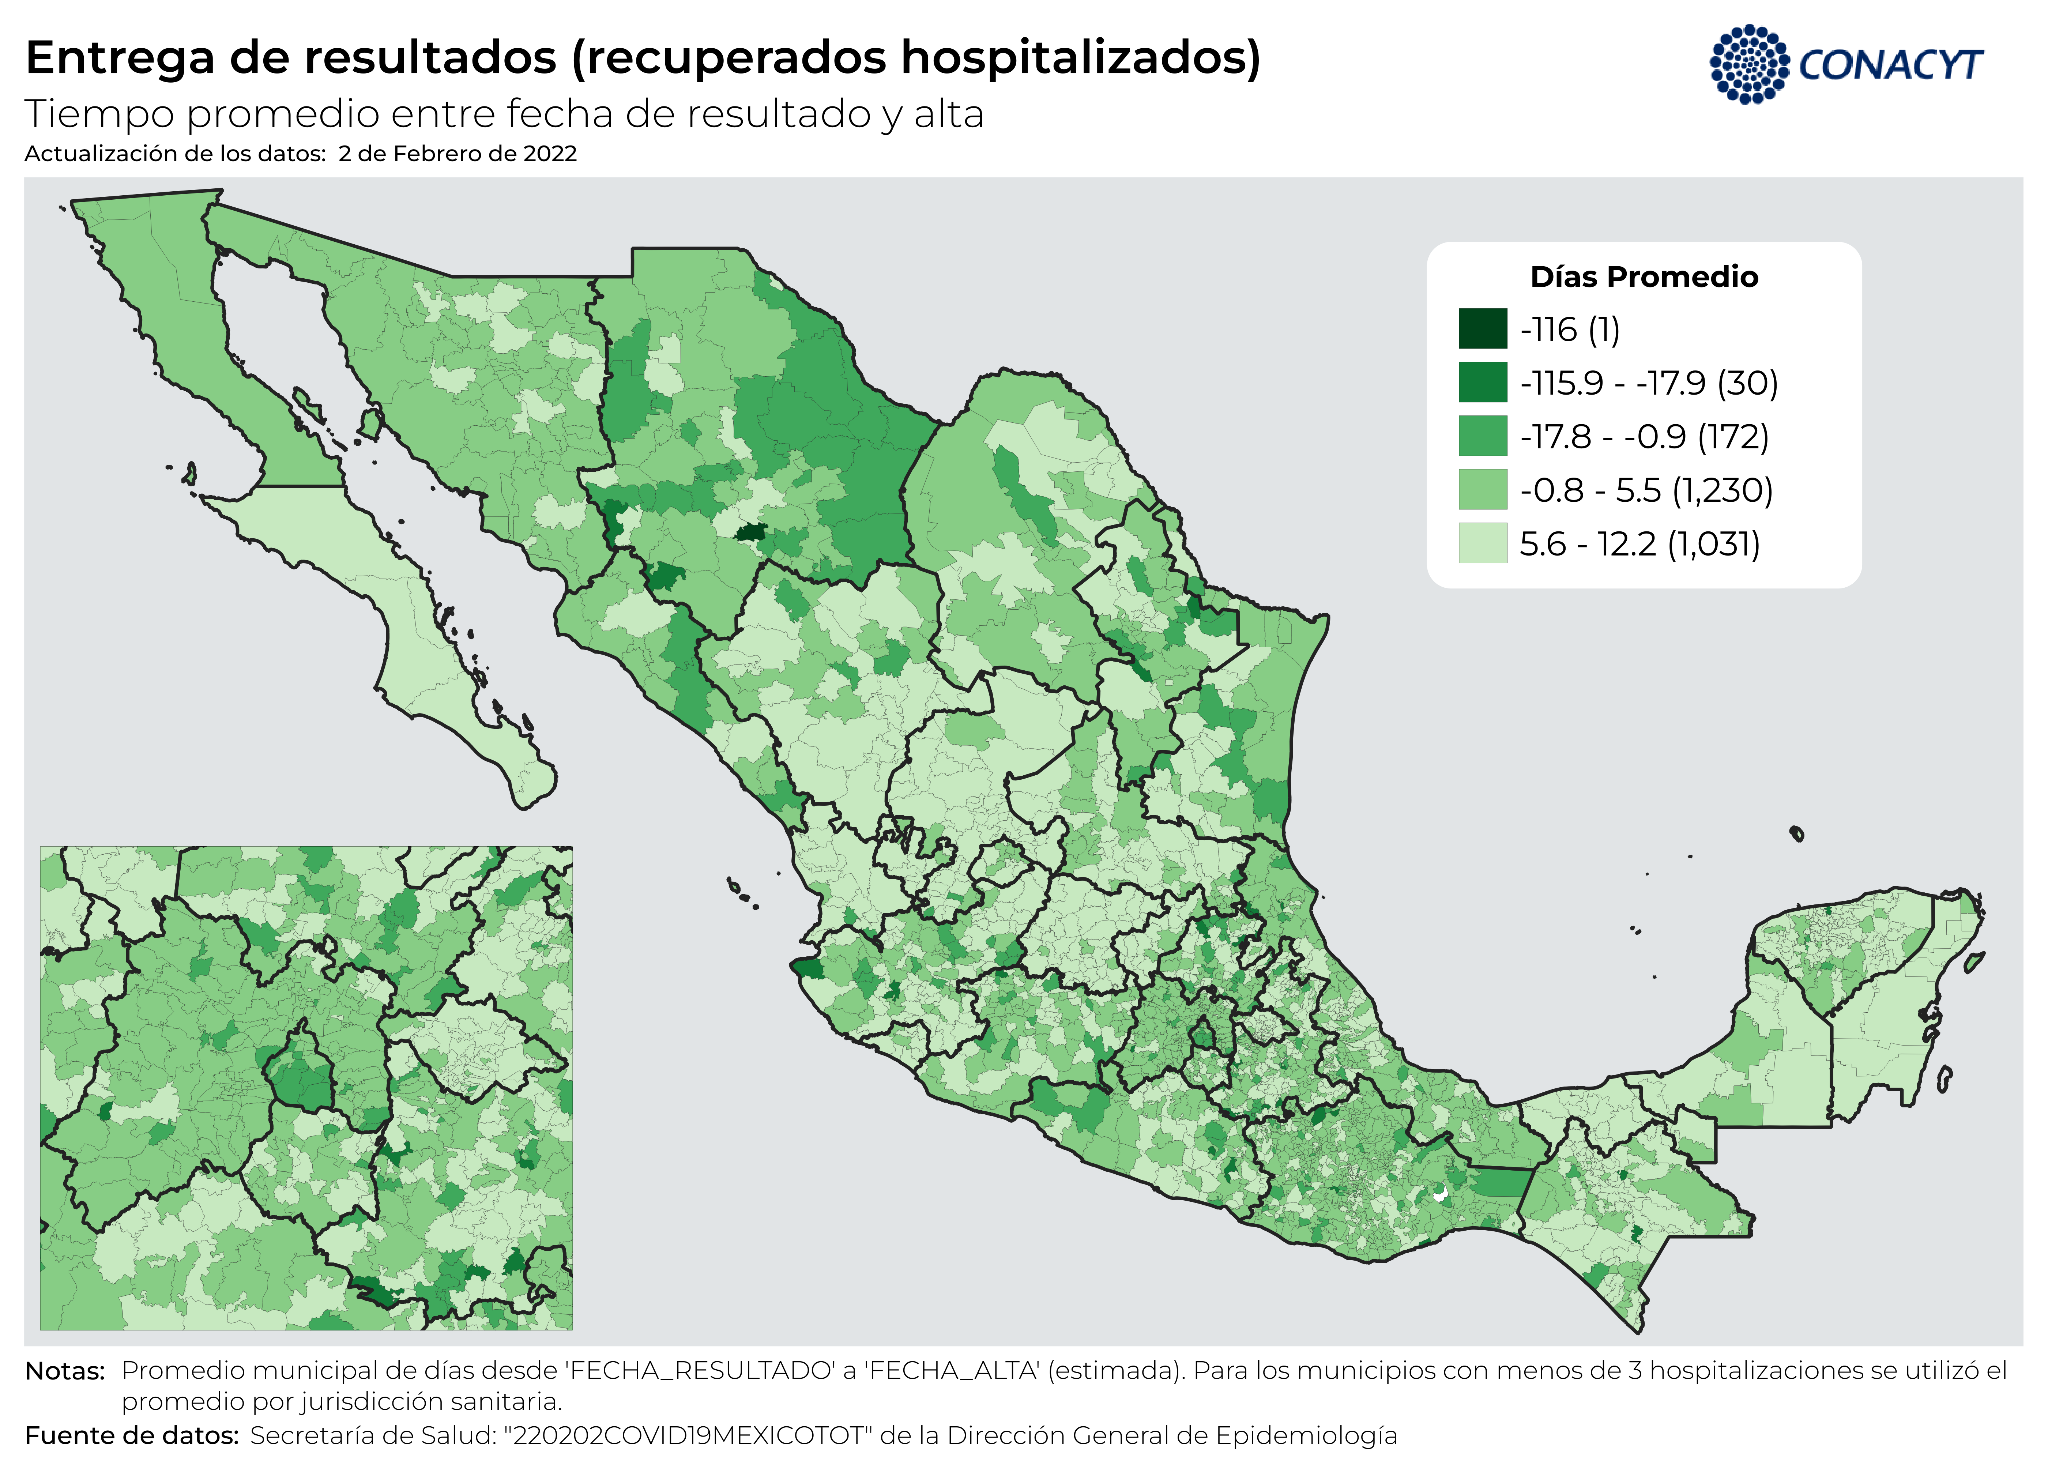 Entrega de resultados (recuperados hospitalizados)
CONACYT
Tiempo promedio entre fecha de resultado y alta
Actualización de los datos: 2 de Febrero de 2022
Días Promedio
-116 (1)
-115.9 - -17.9 (30)
-17.8 - -0.9 (172)
-0.8 - 5.5 (1,230)
5.6 - 12.2 (1,031)
Notas: Promedio municipal de días desde 'FECHA_RESULTADO' a 'FECHA_ALTA' (estimada). Para los municipios con menos de 3 hospitalizaciones se utilizó el
promedio por jurisdicción sanitaria.
Fuente de datos: Secretaría de Salud: "220202COVID19MEXICOTOT" de la Dirección General de Epidemiología